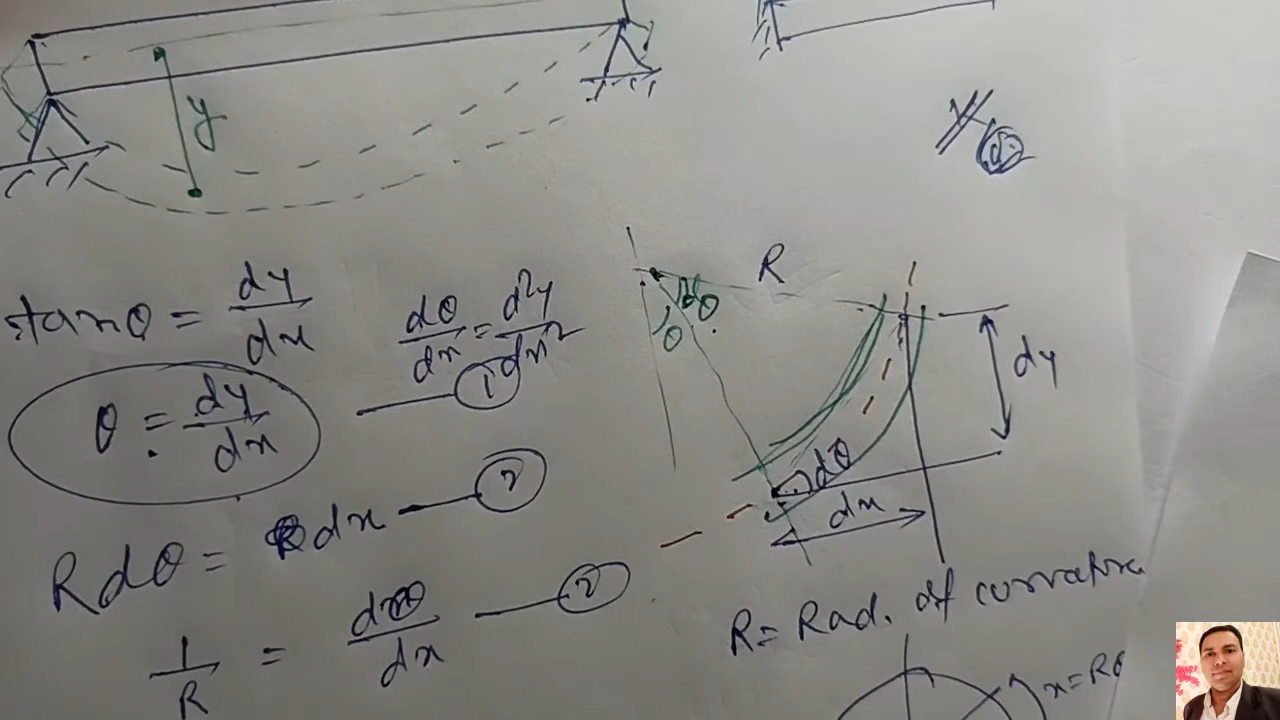 y
R
dθ
θ
tanθ = dy/dx
dθ/dx = d²y/dx²
dy
θ = dy/dx
1
dθ
dx
R dθ = dx
2
1/R = dθ/dx
2
R = Rad. of curvature
x = Rθ